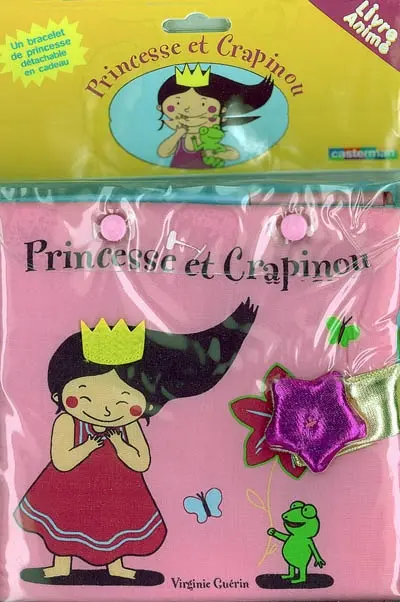 Un bracelet
de princesse
détachable
en cadeau
Livre
Animé
Princesse et Crapinou
casterman
Princesse et Crapinou
Virginie Guérin